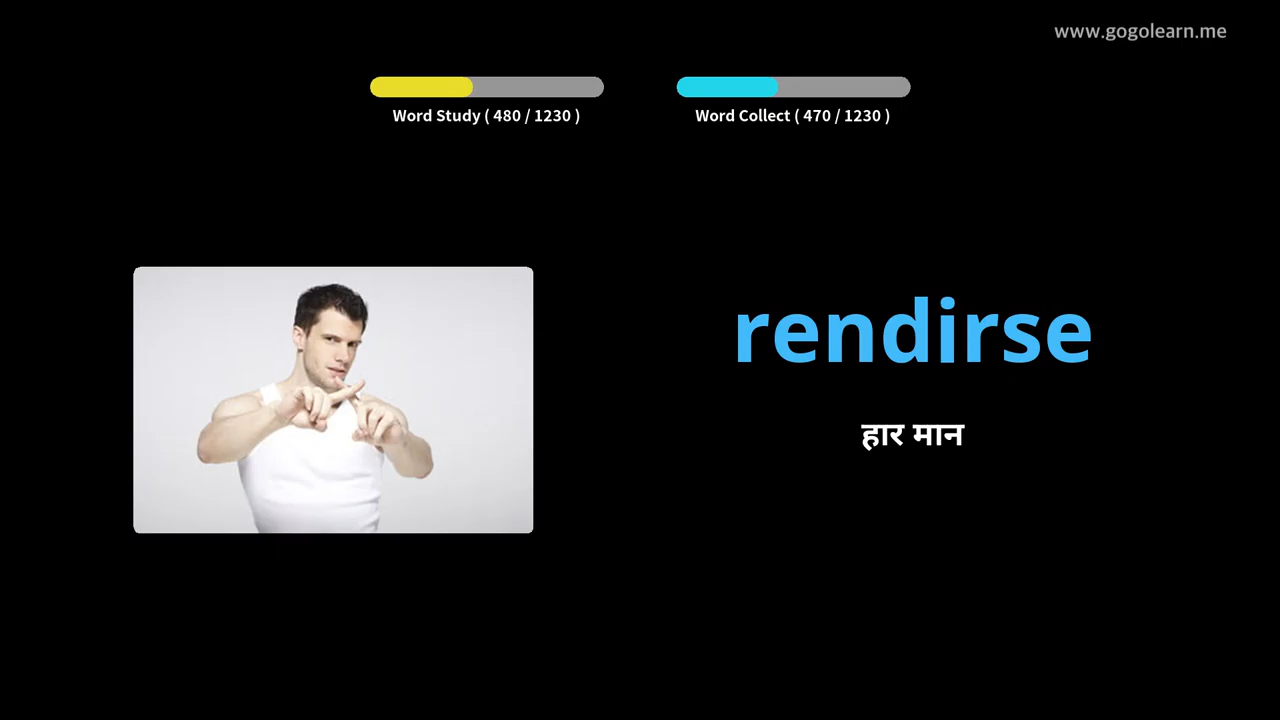 www.gogolearn.me
Word Study ( 480 / 1230 )
Word Collect ( 470 / 1230 )
rendirse
हार मान